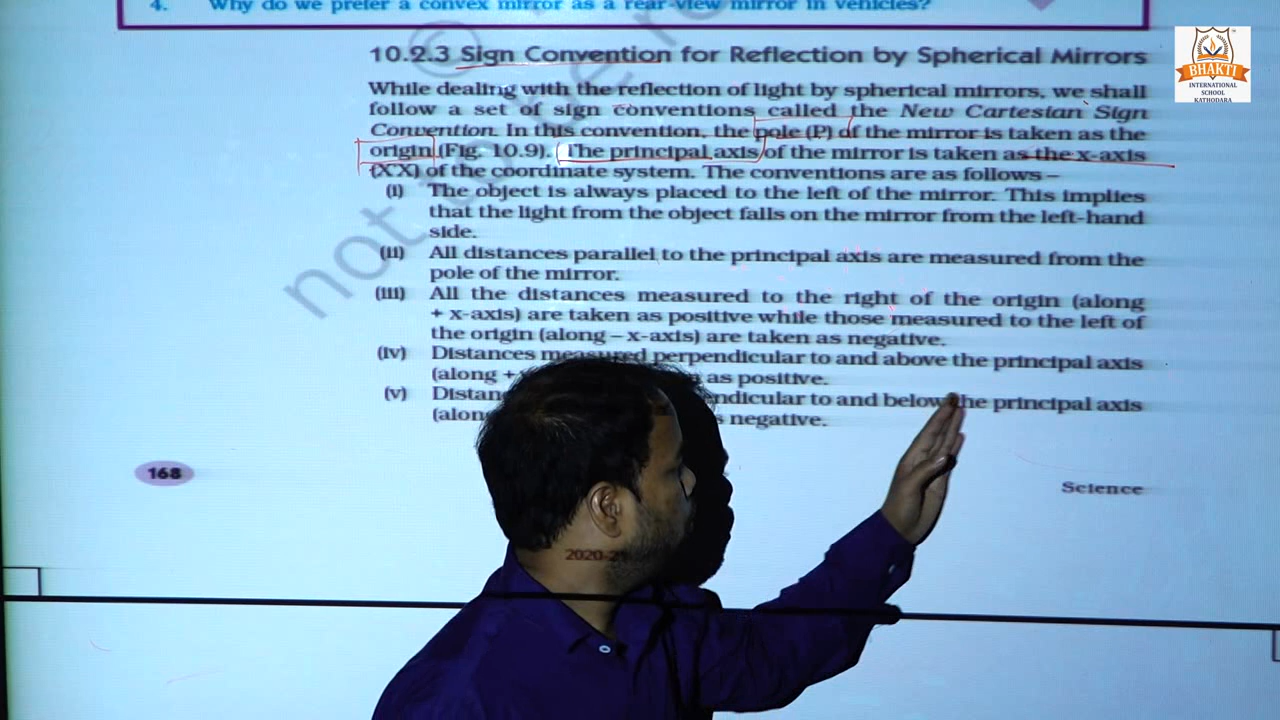 4. Why do we prefer a convex mirror as a rear-view mirror in vehicles?
BHAKTI
INTERNATIONAL
SCHOOL
KATHODARA
10.2.3 Sign Convention for Reflection by Spherical Mirrors
While dealing with the reflection of light by spherical mirrors, we shall
follow a set of sign conventions called the New Cartesian Sign
Convention. In this convention, the pole (P) of the mirror is taken as the
origin (Fig. 10.9). The principal axis of the mirror is taken as the x-axis
(X'X) of the coordinate system. The conventions are as follows –
(i) The object is always placed to the left of the mirror. This implies
that the light from the object falls on the mirror from the left-hand
side.
(ii) All distances parallel to the principal axis are measured from the
pole of the mirror.
(iii) All the distances measured to the right of the origin (along
+ x-axis) are taken as positive while those measured to the left of
the origin (along – x-axis) are taken as negative.
(iv) Distances measured perpendicular to and above the principal axis
(along + as positive.
(v) to and below the principal axis
negative.
168
Science
not